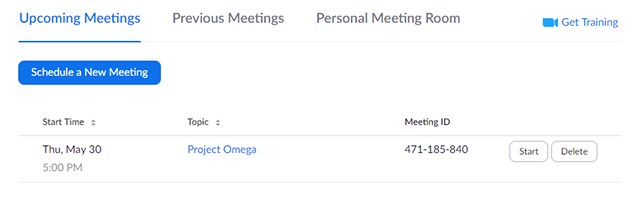 Upcoming Meetings Previous Meetings Personal Meeting Room Get Training
Schedule a New Meeting
Start Time Topic Meeting ID
Thu, May 30 Project Omega 471-185-840 Start Delete
5:00 PM